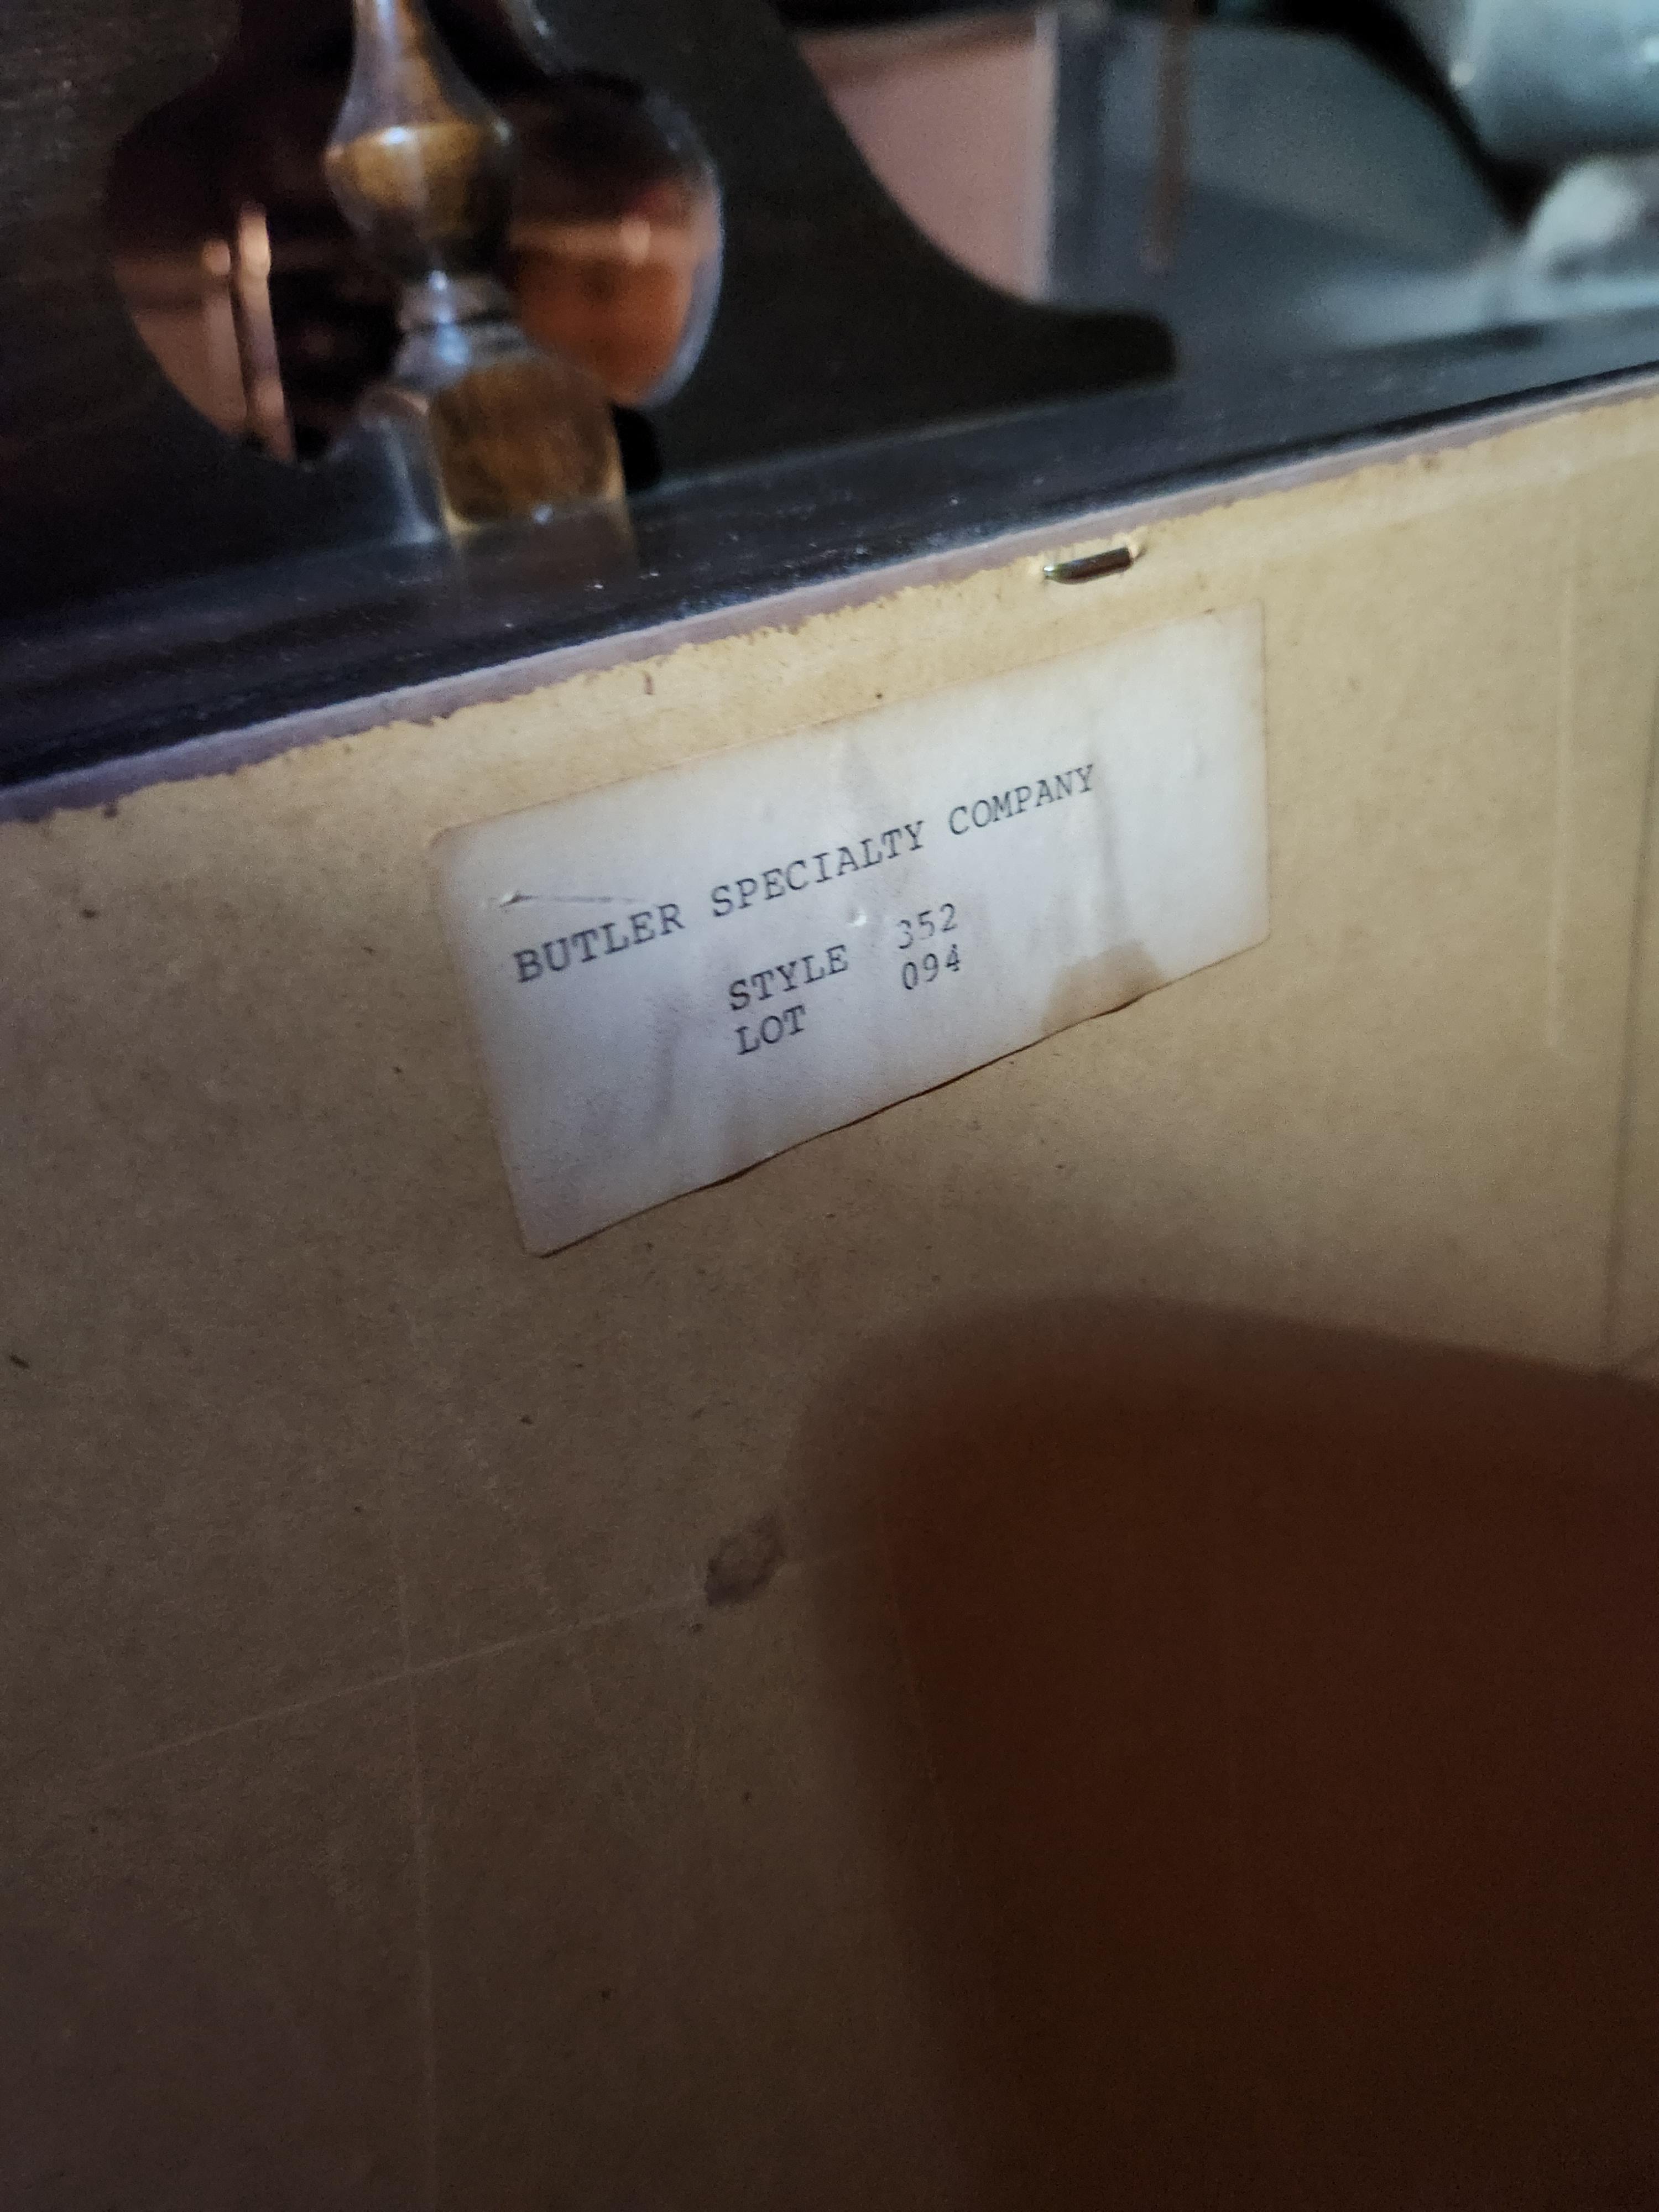 BUTLER SPECIALTY COMPANY
STYLE 352
LOT 094